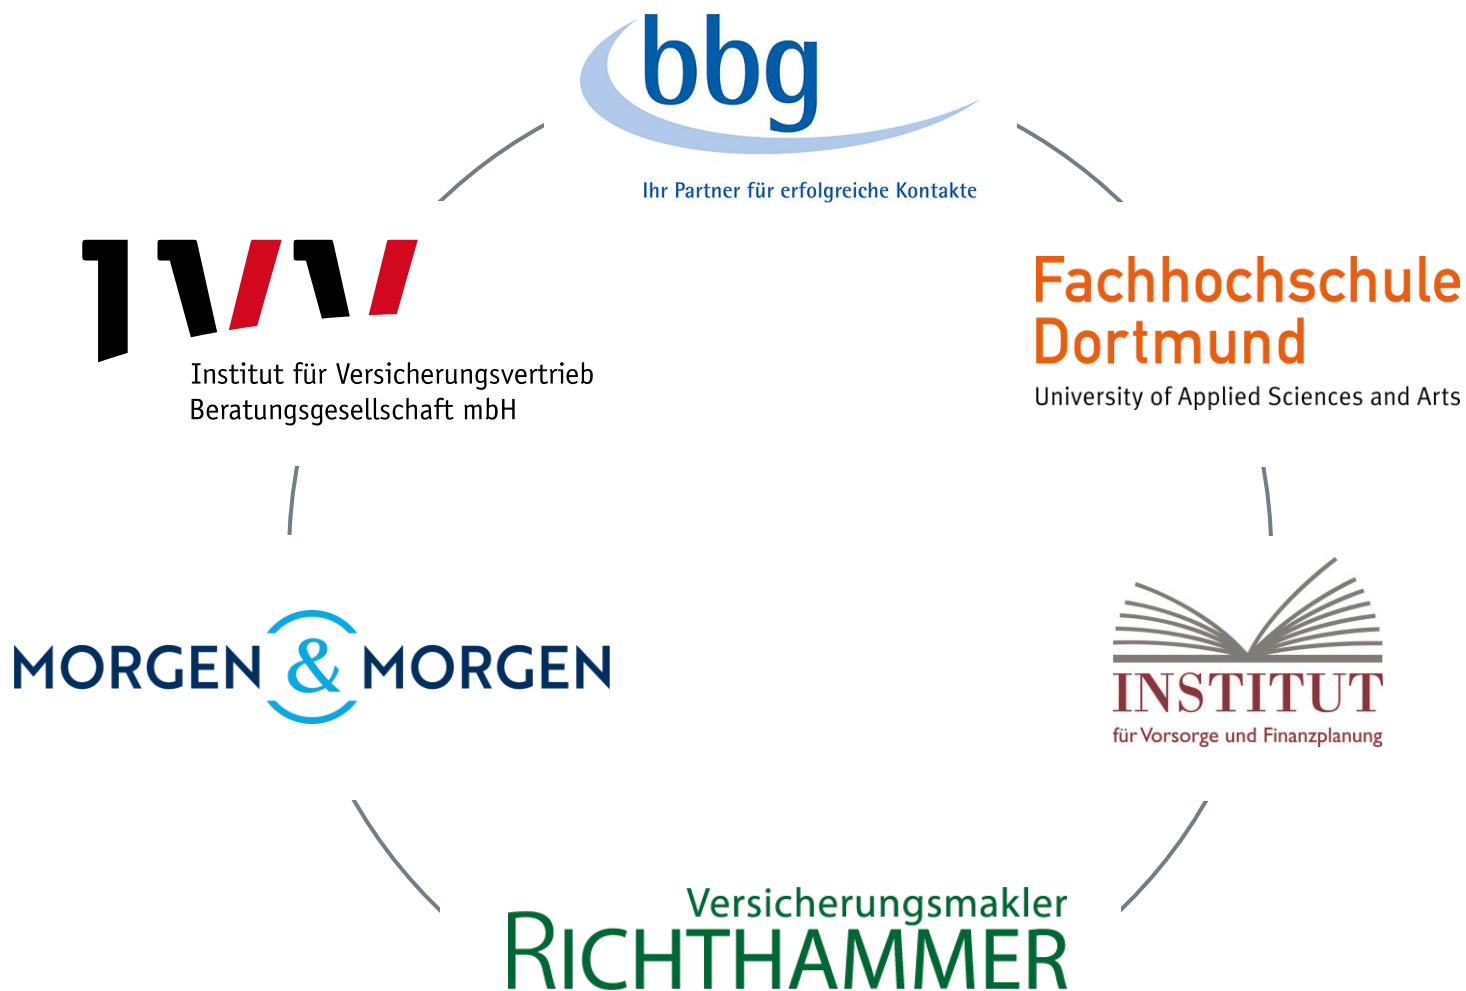 bbg
Ihr Partner für erfolgreiche Kontakte
IVV
Institut für Versicherungsvertrieb
Beratungsgesellschaft mbH
Fachhochschule
Dortmund
University of Applied Sciences and Arts
MORGEN & MORGEN
INSTITUT
für Vorsorge und Finanzplanung
Versicherungsmakler
RICHTHAMMER